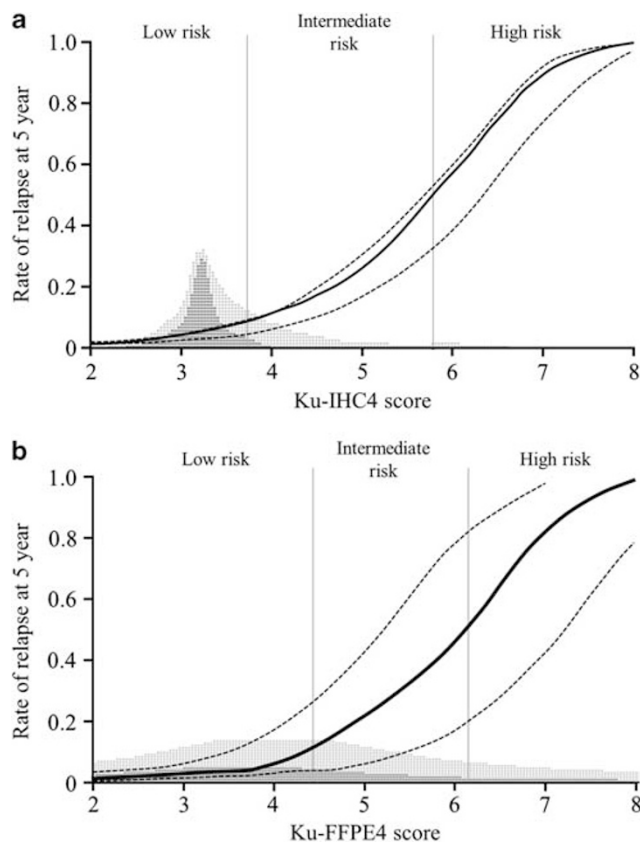 a
Low risk
Intermediate
risk
High risk
Rate of relapse at 5 year
1.0
0.8
0.6
0.4
0.2
0
2 3 4 5 6 7 8
Ku-IHC4 score
b
Low risk
Intermediate
risk
High risk
Rate of relapse at 5 year
1.0
0.8
0.6
0.4
0.2
0
2 3 4 5 6 7 8
Ku-FFPE4 score